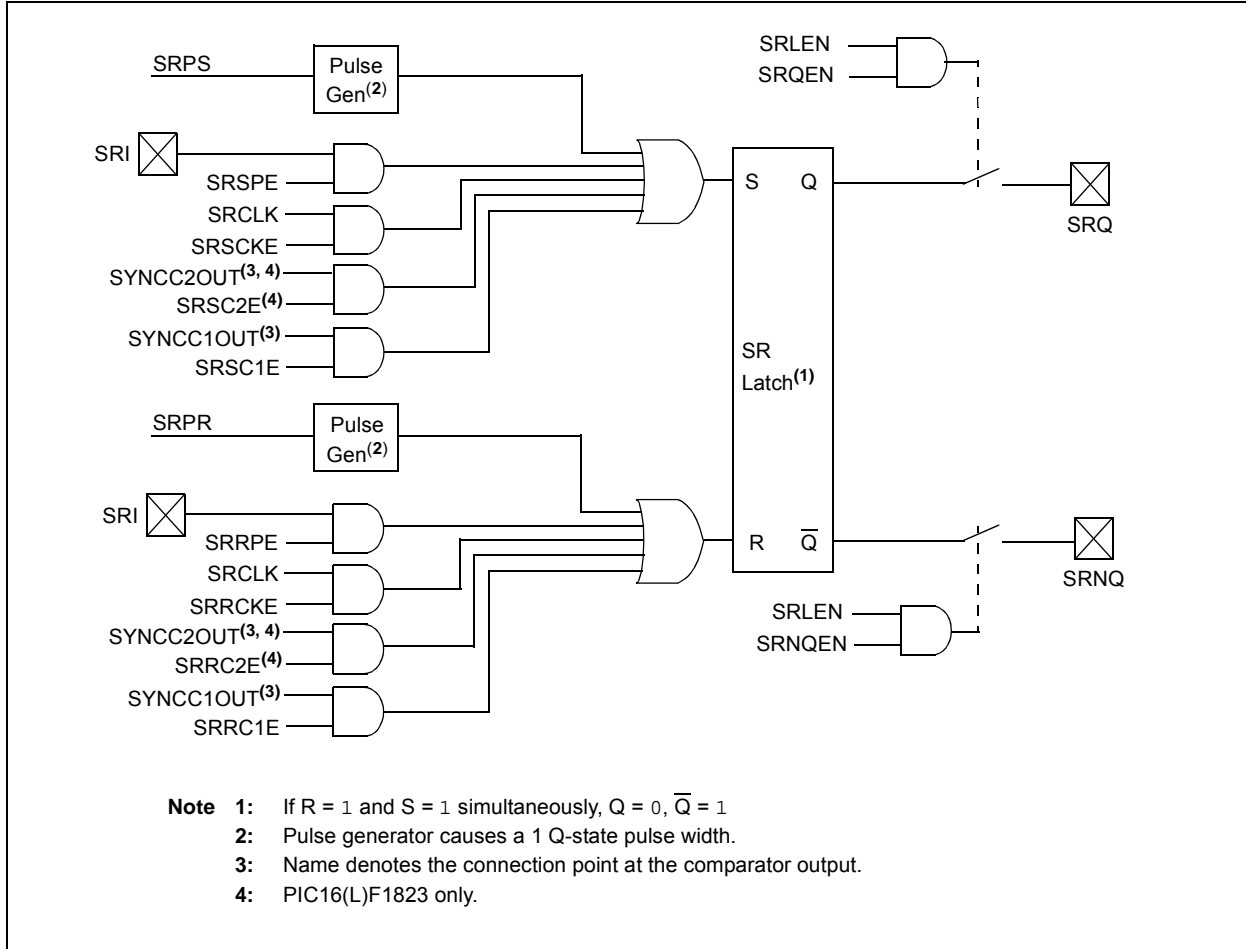 SRPS
Pulse
Gen(2)
SRI
SRSPE
SRCLK
SRSCKE
SYNCC2OUT(3, 4)
SRSC2E(4)
SYNCC1OUT(3)
SRSC1E
SRPR
Pulse
Gen(2)
SRI
SRRPE
SRCLK
SRRCKE
SYNCC2OUT(3, 4)
SRRC2E(4)
SYNCC1OUT(3)
SRRC1E
S Q
SR
Latch(1)
R Q̅
SRLEN
SRQEN
SRQ
SRNQ
SRLEN
SRNQEN
Note 1: If R = 1 and S = 1 simultaneously, Q = 0, Q̅ = 1
2: Pulse generator causes a 1 Q-state pulse width.
3: Name denotes the connection point at the comparator output.
4: PIC16(L)F1823 only.